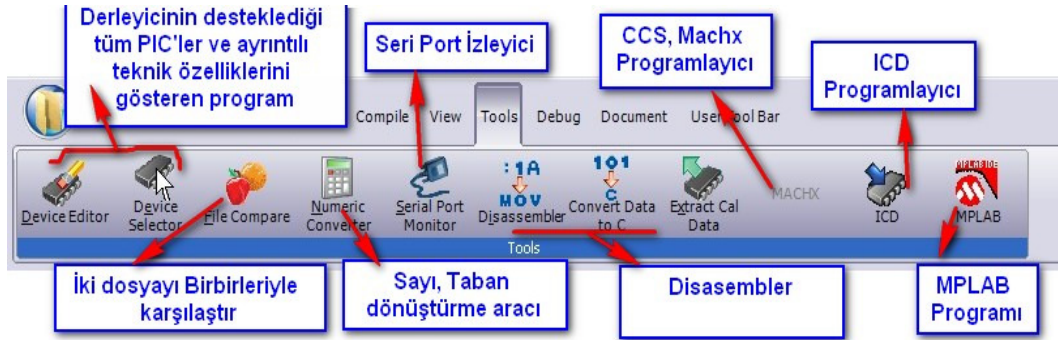 Derleyicinin desteklediği
tüm PIC'ler ve ayrıntılı
teknik özelliklerini
gösteren program
Seri Port İzleyici
CCS, Machx
Programlayıcı
ICD
Programlayıcı
Compile View Tools Debug Document User Tool Bar
Device Editor
Device
Selector
File Compare
Numeric
Converter
Serial Port
Monitor
:1A
MOV
Disassembler
101
C
Convert Data
to C
Extract Cal
Data
MACHX
ICD
MPLAB IDE
MPLAB
Tools
İki dosyayı Birbirleriyle
karşılaştır
Sayı, Taban
dönüştürme aracı
Disasembler
MPLAB
Programı